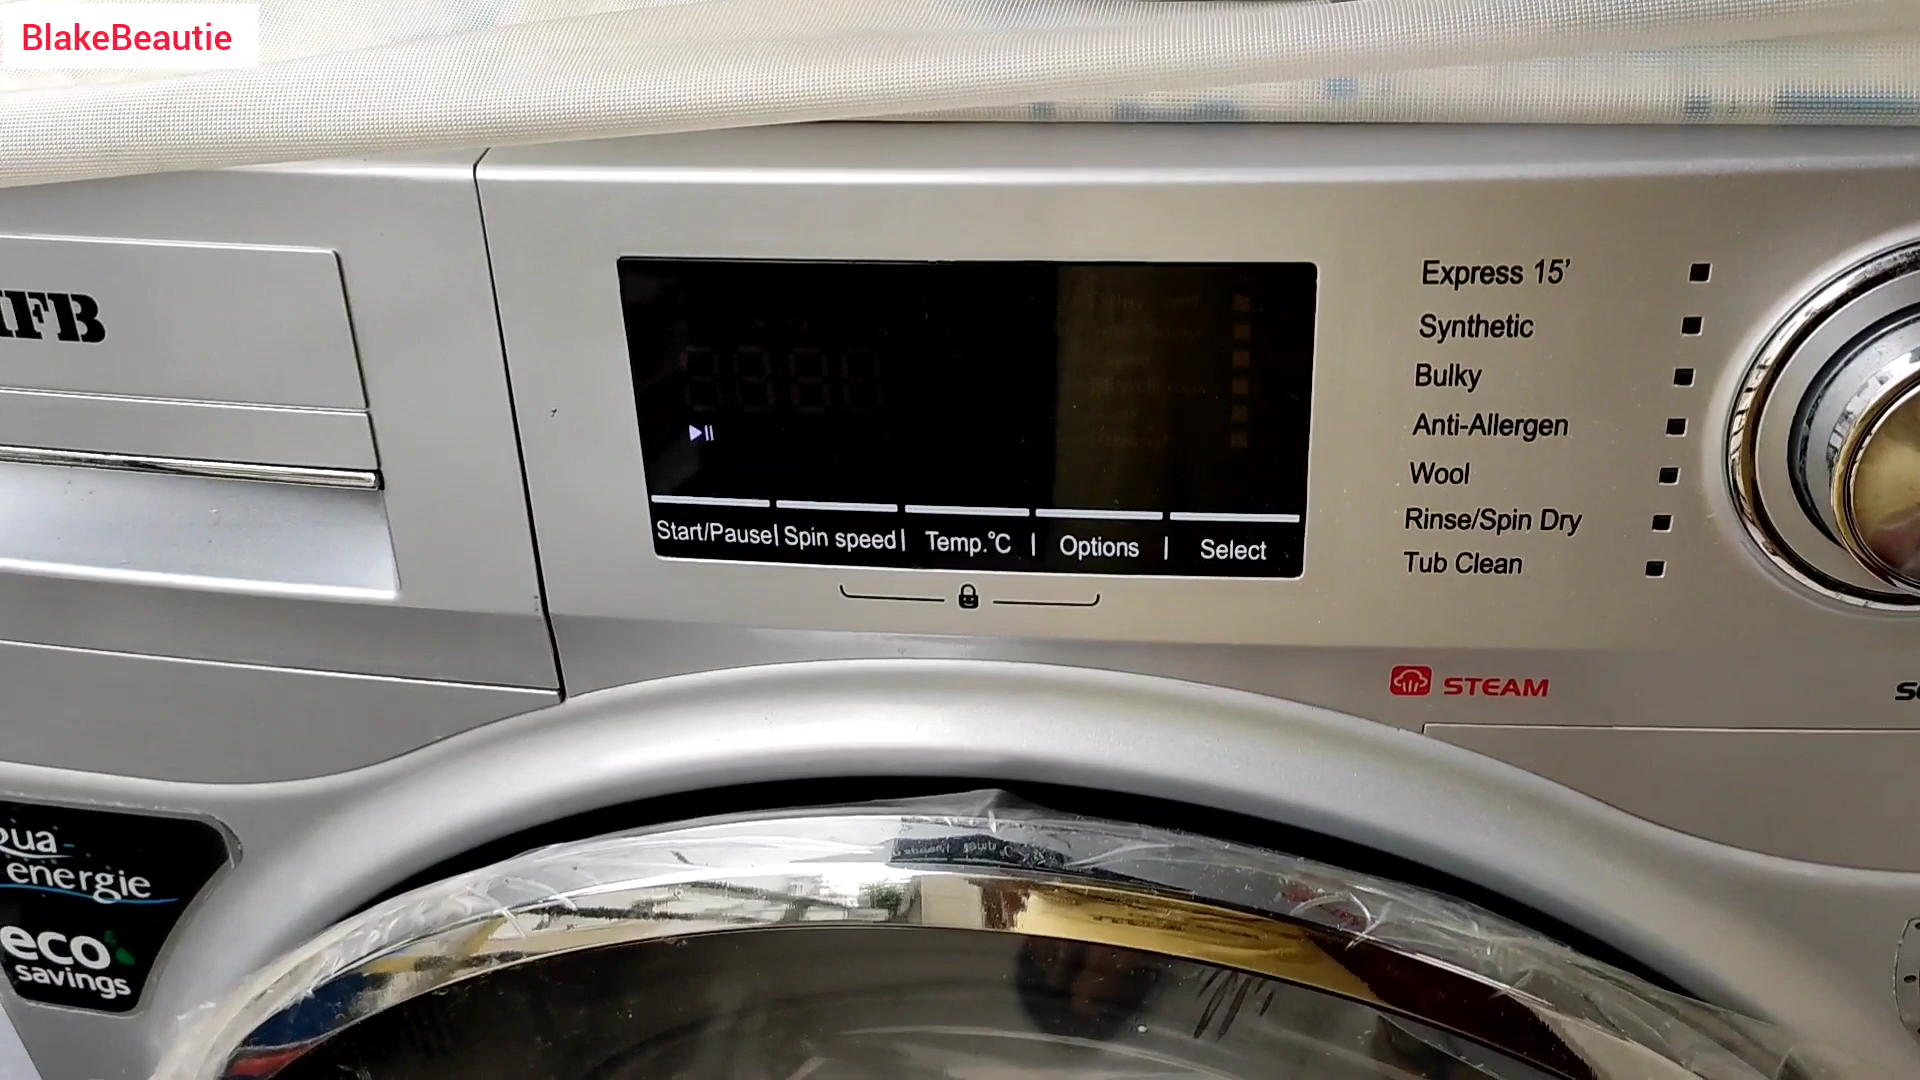 BlakeBeautie
IFB
Express 15’
Synthetic
Bulky
Anti-Allergen
Wool
Rinse/Spin Dry
Tub Clean
Start/Pause| Spin speed| Temp.°C | Options | Select
STEAM
energie
eco
savings